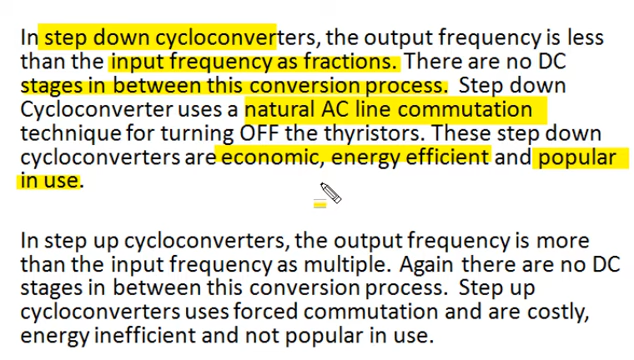 In step down cycloconverters, the output frequency is less
than the input frequency as fractions. There are no DC
stages in between this conversion process. Step down
Cycloconverter uses a natural AC line commutation
technique for turning OFF the thyristors. These step down
cycloconverters are economic, energy efficient and popular
in use.
In step up cycloconverters, the output frequency is more
than the input frequency as multiple. Again there are no DC
stages in between this conversion process. Step up
cycloconverters uses forced commutation and are costly,
energy inefficient and not popular in use.